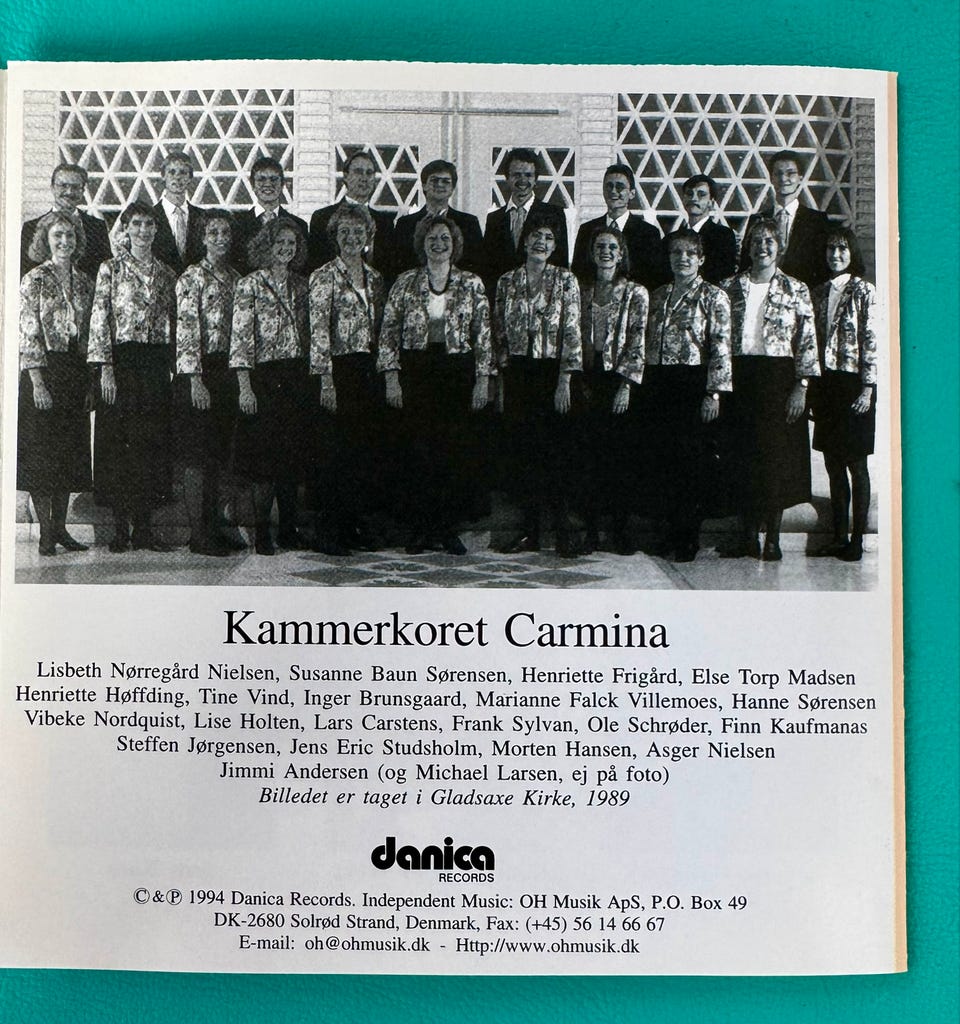 Kammerkoret Carmina
Lisbeth Nørregård Nielsen, Susanne Baun Sørensen, Henriette Frigård, Else Torp Madsen
Henriette Høffding, Tine Vind, Inger Brunsgaard, Marianne Falck Villemoes, Hanne Sørensen
Vibeke Nordquist, Lise Holten, Lars Carstens, Frank Sylvan, Ole Schrøder, Finn Kaufmanas
Steffen Jørgensen, Jens Eric Studsholm, Morten Hansen, Asger Nielsen
Jimmi Andersen (og Michael Larsen, ej på foto)
Billedet er taget i Gladsaxe Kirke, 1989
danica
RECORDS
©&℗ 1994 Danica Records. Independent Music: OH Musik ApS, P.O. Box 49
DK-2680 Solrød Strand, Denmark, Fax: (+45) 56 14 66 67
E-mail: oh@ohmusik.dk - Http://www.ohmusik.dk